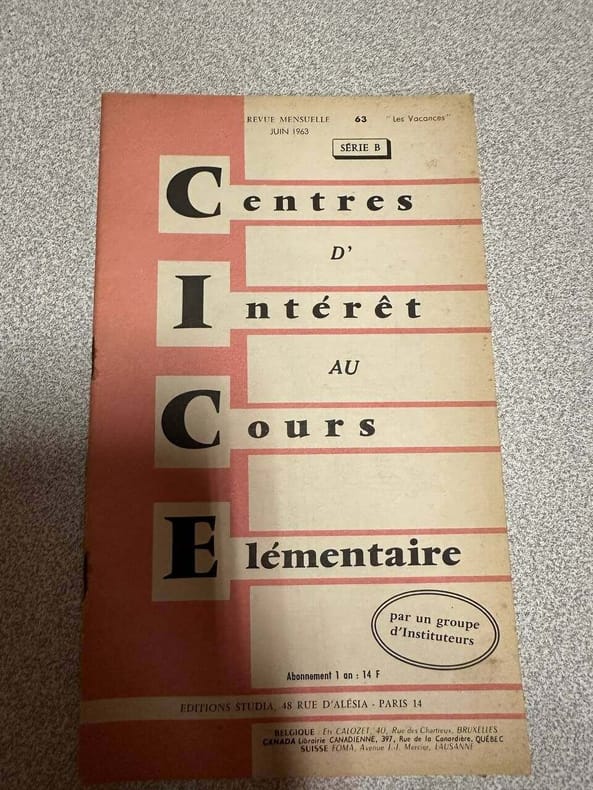 REVUE MENSUELLE 63 "Les Vacances"
JUIN 1963
SÉRIE B
Centres
D'
Intérêt
AU
Cours
Elémentaire
par un groupe
d'Instituteurs
Abonnement 1 an : 14 F
EDITIONS STUDIA, 48 RUE D'ALÉSIA - PARIS 14
BELGIQUE : Ets CALOZET, 40, Rue des Chartreux, BRUXELLES
CANADA Librairie CANADIENNE, 397, Rue de la Canardière, QUÉBEC
SUISSE FOMA, Avenue J.-J. Mercier, LAUSANNE